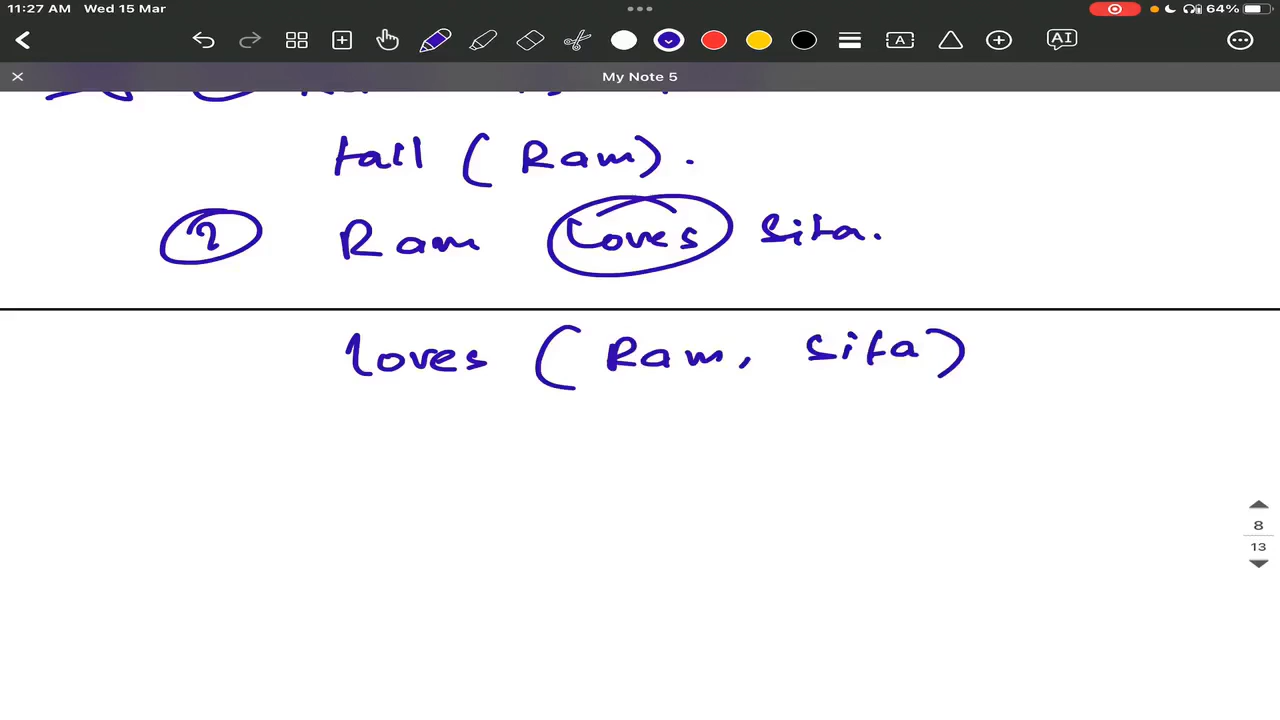 11:27 AM Wed 15 Mar
64%
A
AI
My Note 5
tall (Ram).
2 Ram Loves Sita.
loves (Ram, Sita)
8
13